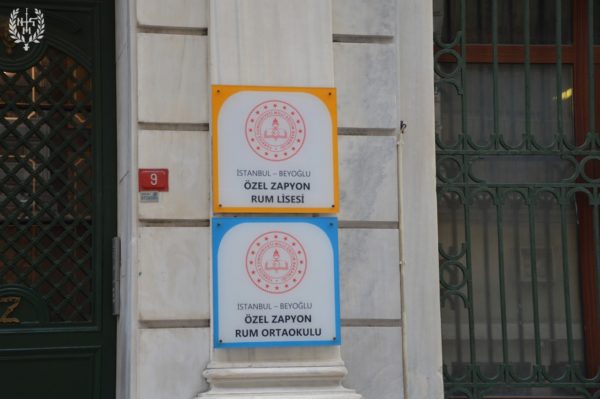 9
İSTANBUL – BEYOĞLU
ÖZEL ZAPYON
RUM LİSESİ
İSTANBUL – BEYOĞLU
ÖZEL ZAPYON
RUM ORTAOKULU